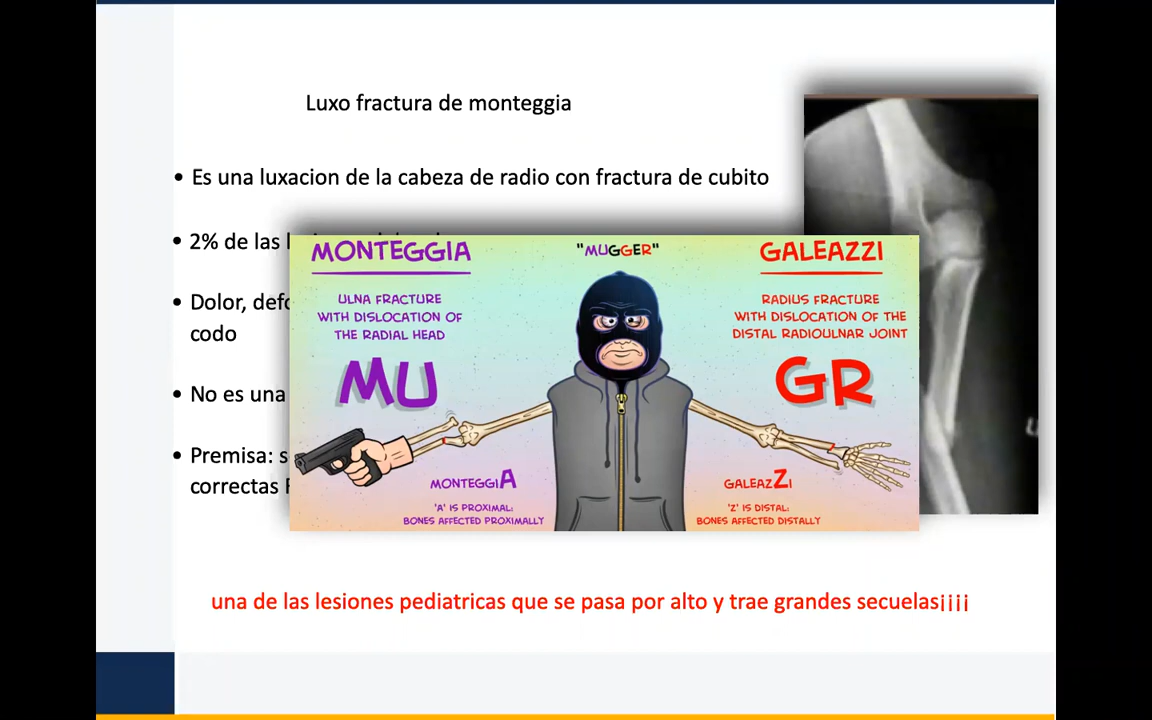 Luxo fractura de monteggia
• Es una luxacion de la cabeza de radio con fractura de cubito
• 2% de las
• Dolor,
codo
• No es una
• Premisa:
correctas
MONTEGGIA
ULNA FRACTURE
WITH DISLOCATION OF
THE RADIAL HEAD
MU
MONTEGGIA
'A' IS PROXIMAL:
BONES AFFECTED PROXIMALLY
"MUGGER"
GALEAZZI
RADIUS FRACTURE
WITH DISLOCATION OF THE
DISTAL RADIOULNAR JOINT
GR
GALEAZZI
'Z' IS DISTAL:
BONES AFFECTED DISTALLY
una de las lesiones pediatricas que se pasa por alto y trae grandes secuelas¡¡¡¡